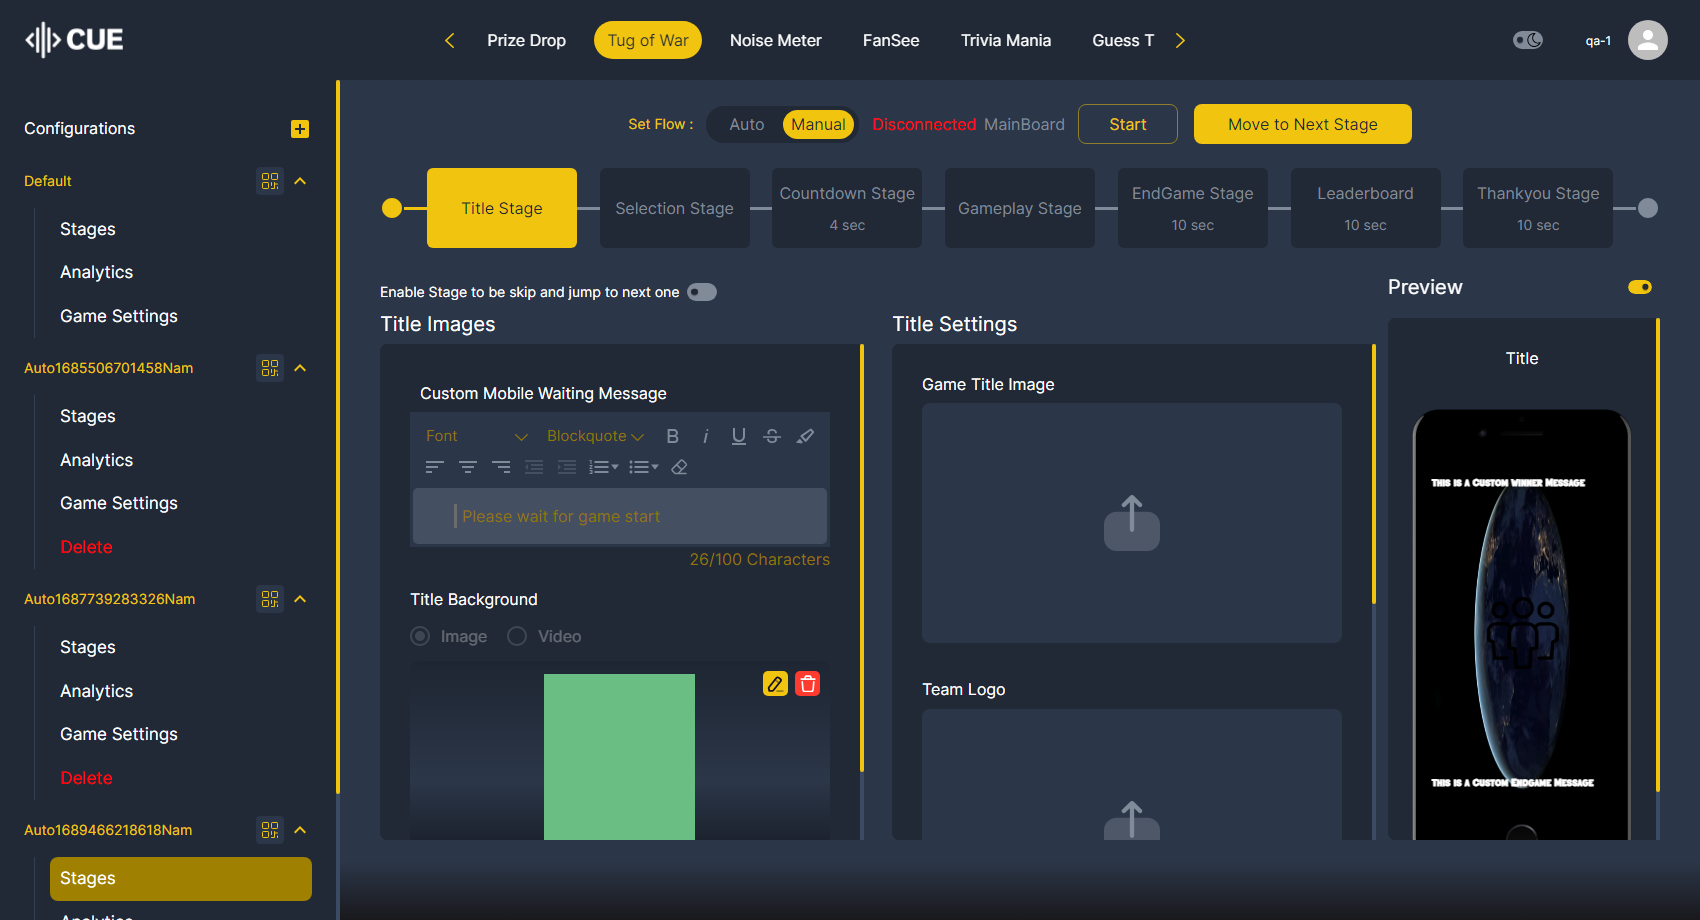 CUE
Prize Drop
Tug of War
Noise Meter
FanSee
Trivia Mania
Guess T
qa-1
Configurations
Default
Stages
Analytics
Game Settings
Auto1685506701458Nam
Stages
Analytics
Game Settings
Delete
Auto1687739283326Nam
Stages
Analytics
Game Settings
Delete
Auto1689466218618Nam
Stages
Analytics
Set Flow :
Auto
Manual
Disconnected MainBoard
Start
Move to Next Stage
Title Stage
Selection Stage
Countdown Stage
4 sec
Gameplay Stage
EndGame Stage
10 sec
Leaderboard
10 sec
Thankyou Stage
10 sec
Enable Stage to be skip and jump to next one
Title Images
Custom Mobile Waiting Message
Font
Blockquote
B i U S
Please wait for game start
26/100 Characters
Title Background
Image
Video
Title Settings
Game Title Image
Team Logo
Preview
Title
This is a Custom Winner Message
This is a Custom Endgame Message